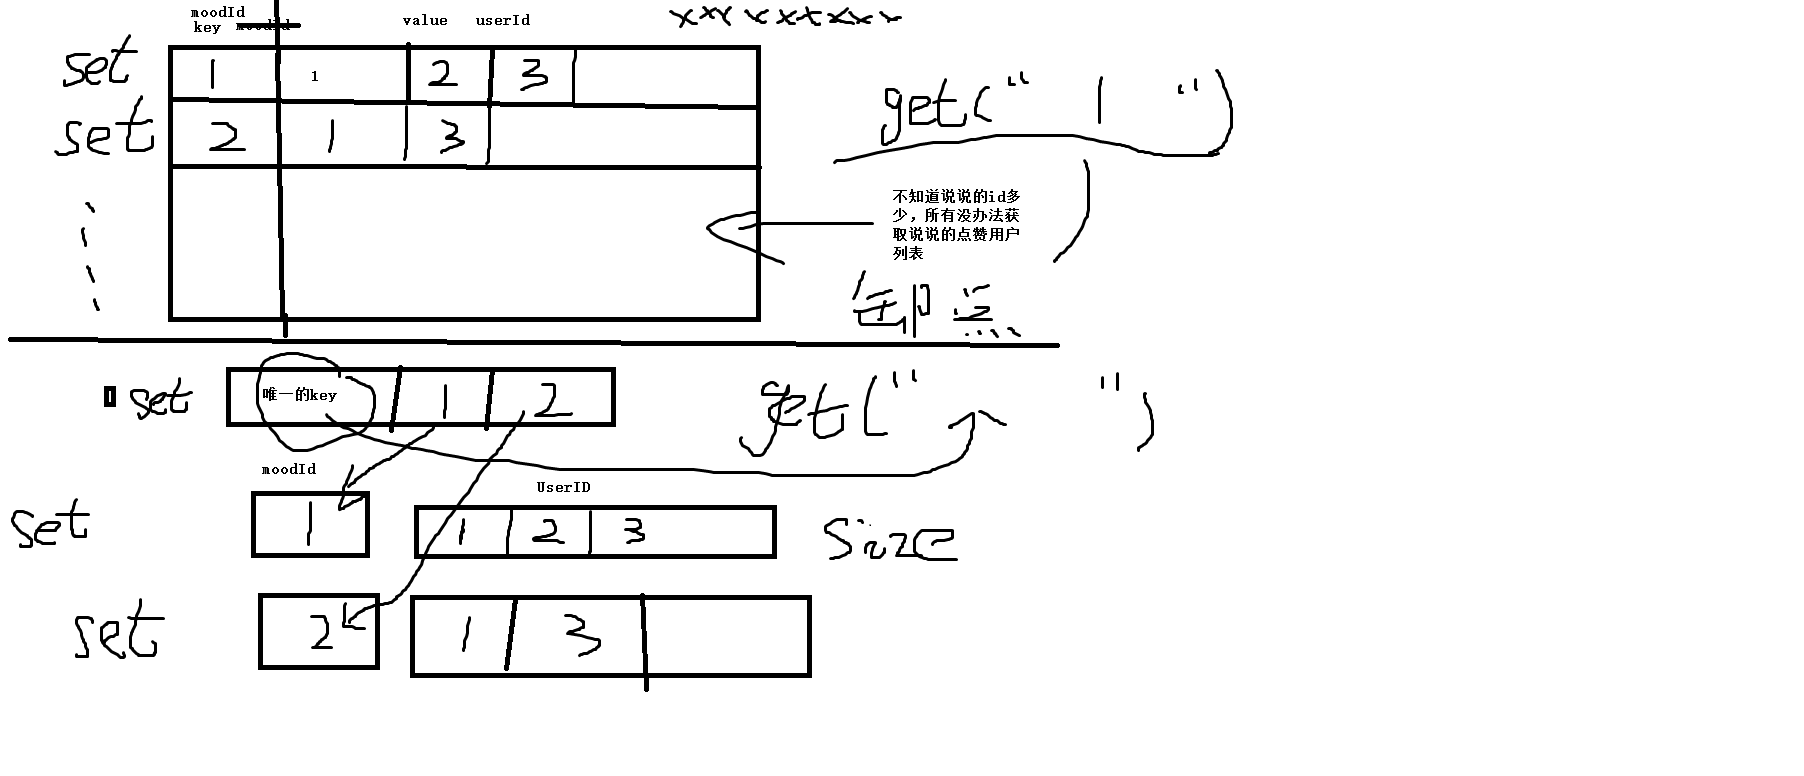 moodId
key moodId
value userId
set 1 1 2 3
get(" 1 ")
set 2 1 3
不知道说说的id多
少，所有没办法获
取说说的点赞用户
列表
缺点
set 唯一的key 1 2
get(" ")
moodId
UserID
set 1 1 2 3 size
set 2 1 3